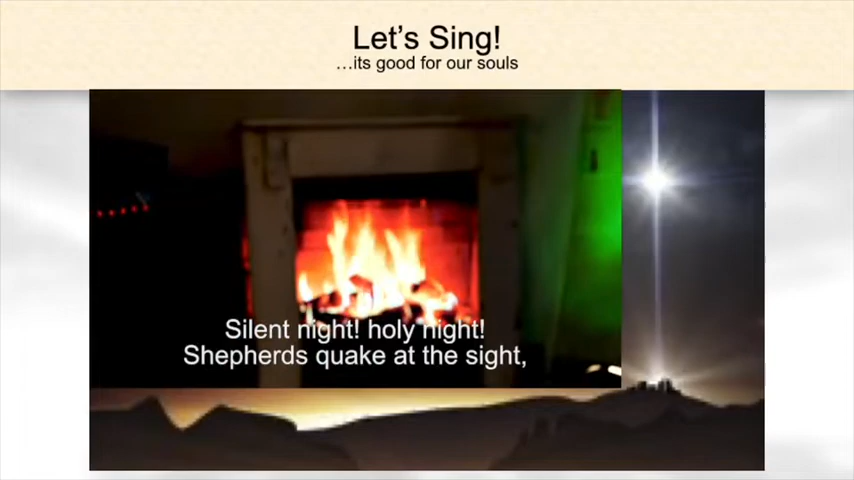 Let's Sing!
…its good for our souls
Silent night! holy night!
Shepherds quake at the sight,